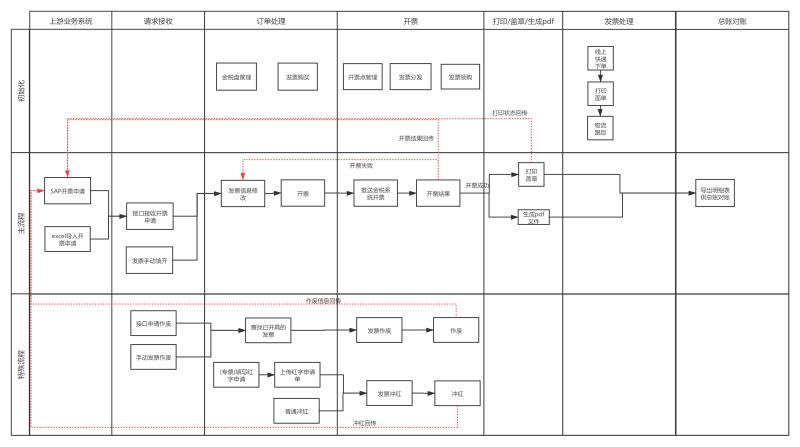 上游业务系统
请求接收
订单处理
开票
打印/盖章/生成pdf
发票处理
总账对账
初始化
金税盘管理
发票购买
开票点管理
发票分发
发票领购
线上
快递
下单
打印
面单
物流
跟踪
打印状态回传
开票结果回传
开票失败
主流程
SAP开票申请
excel导入开
票申请
接口接收开票
申请
发票手动填开
发票信息修
改
开票
推送金税系
统开票
开票结果
开票成功
打印
盖章
生成pdf
文件
导出明细表
供总账对账
特殊流程
作废信息回传
接口申请作废
手动发票作废
查找已开具的
发票
发票作废
作废
(专票)填写红
字申请
上传红字申请
单
普通冲红
发票冲红
冲红
冲红回传